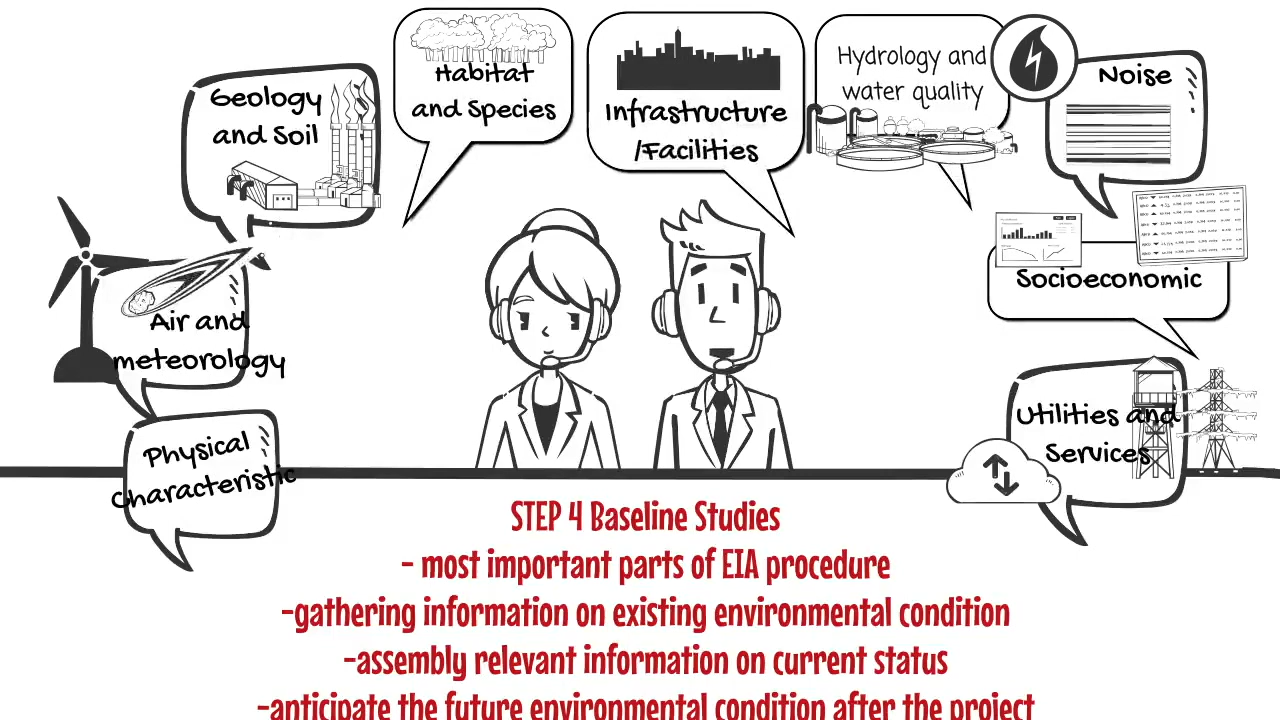 Habitat
and Species
Infrastructure
/Facilities
Hydrology and
water quality
Noise
Geology
and Soil
Socioeconomic
Air and
meteorology
Utilities and
Services
Physical
Characteristic
STEP 4 Baseline Studies
- most important parts of EIA procedure
-gathering information on existing environmental condition
-assembly relevant information on current status
-anticipate the future environmental condition after the project